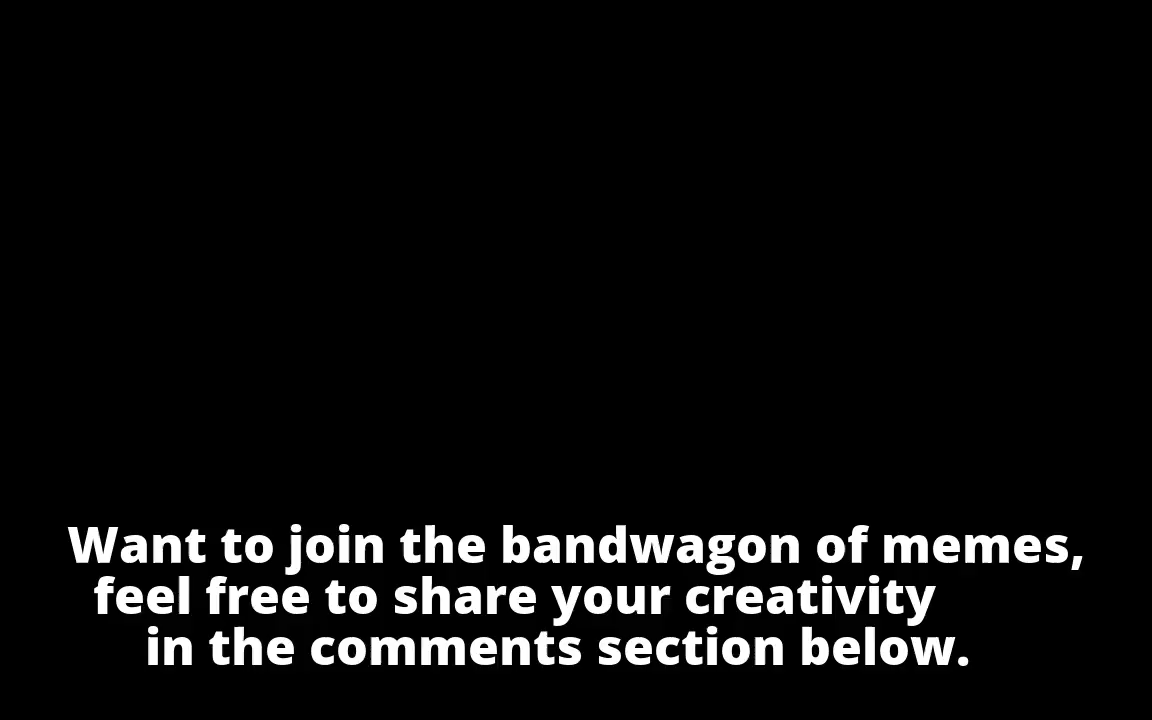 Want to join the bandwagon of memes,
feel free to share your creativity
in the comments section below.